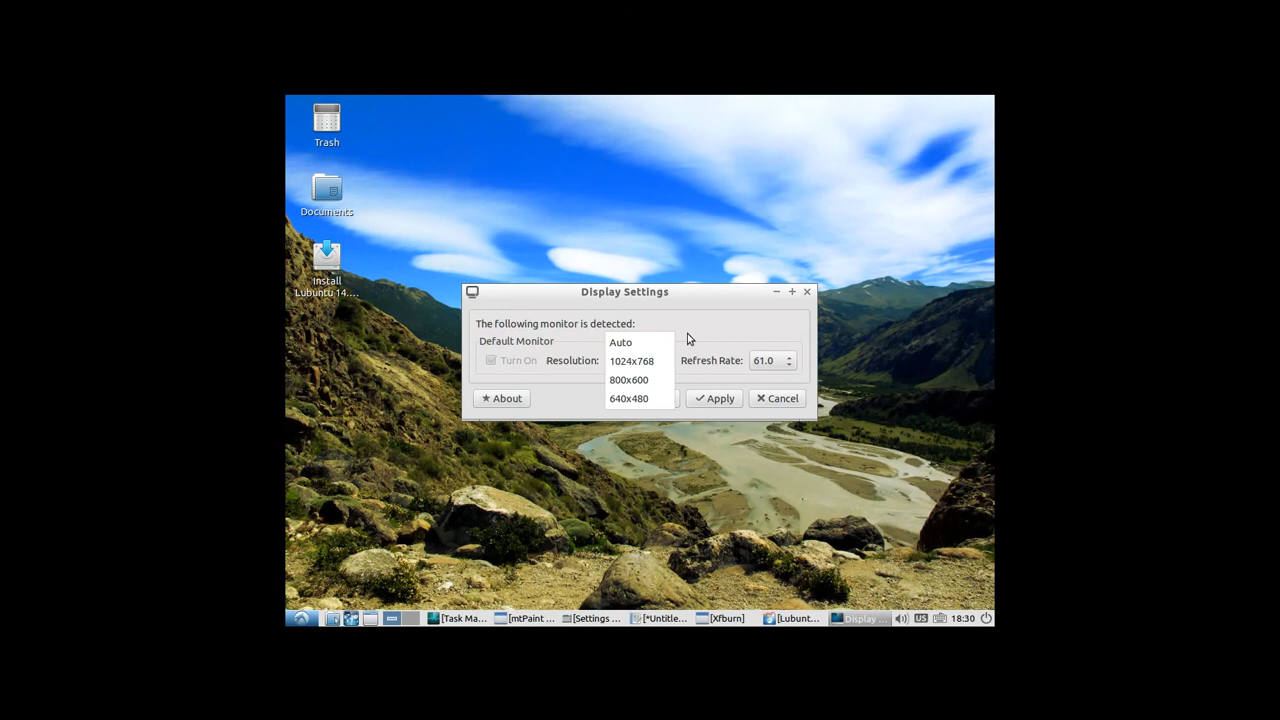 Trash
Documents
Install
Lubuntu 14....
Display Settings
The following monitor is detected:
Default Monitor
Turn On
Resolution:
Auto
1024x768
800x600
640x480
Refresh Rate:
61.0
About
Apply
Cancel
[Task Ma...
[mtPaint ...
[Settings ...
[*Untitle...
[Xfburn]
[Lubunt...
Display ...
US
18:30